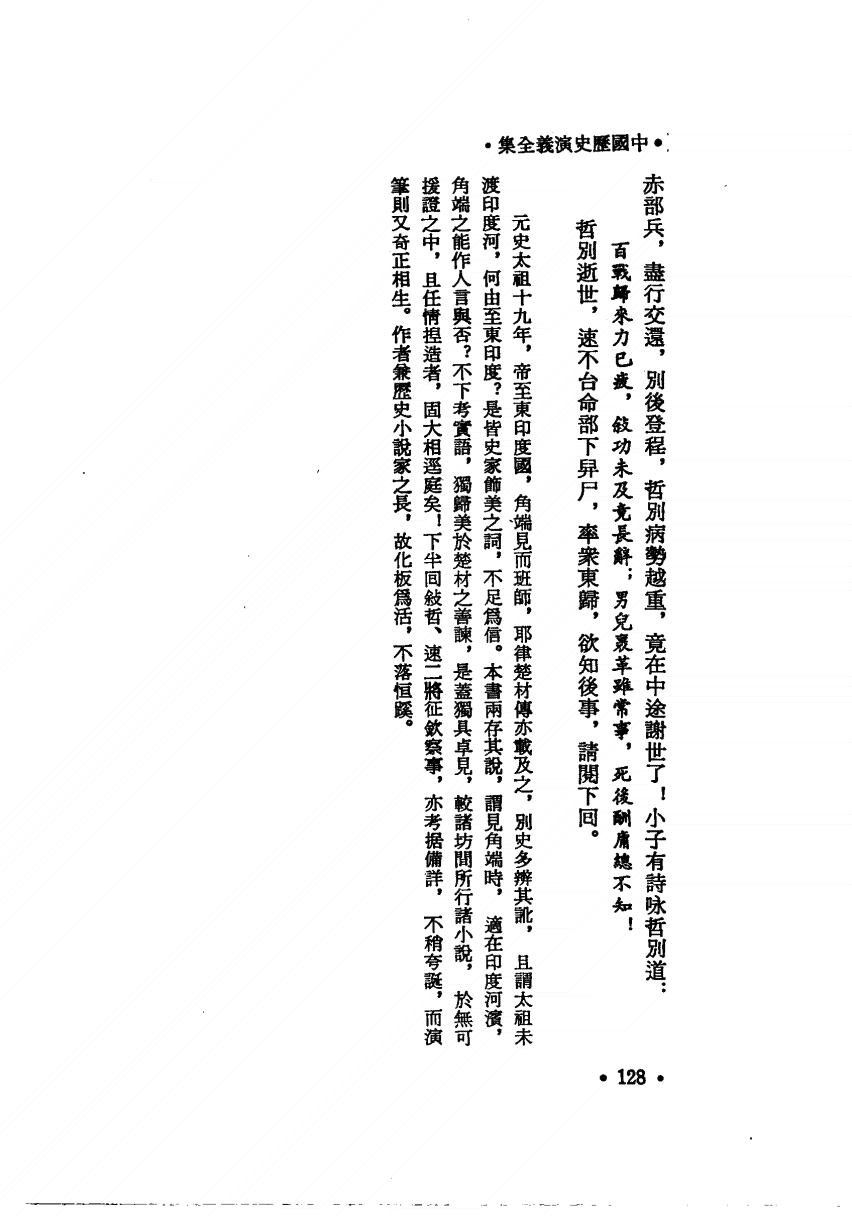 •中國歷史演義全集•
赤部兵，盡行交還，別後登程，哲別病勢越重，竟在中途謝世了！小子有詩咏哲別道：
百戰歸來力已疲，敍功未及竟長辭；男兒裹革雖常事，死後酬庸總不知！
哲別逝世，速不台命部下舁尸，率衆東歸，欲知後事，請閱下回。
元史太祖十九年，帝至東印度國，角端見而班師，耶律楚材傳亦載及之，別史多辨其訛，且謂太祖未
渡印度河，何由至東印度？是皆史家飾美之詞，不足爲信。本書兩存其說，謂見角端時，適在印度河濱，
角端之能作人言與否？不下考實語，獨歸美於楚材之善諫，是蓋獨具卓見，較諸坊間所行諸小說，於無可
援證之中，且任情捏造者，固大相逕庭矣！下半回敍哲、速二將征欽察事，亦考据備詳，不稍夸誕，而演
筆則又奇正相生。作者兼歷史小說家之長，故化板爲活，不落恒蹊。
• 128 •